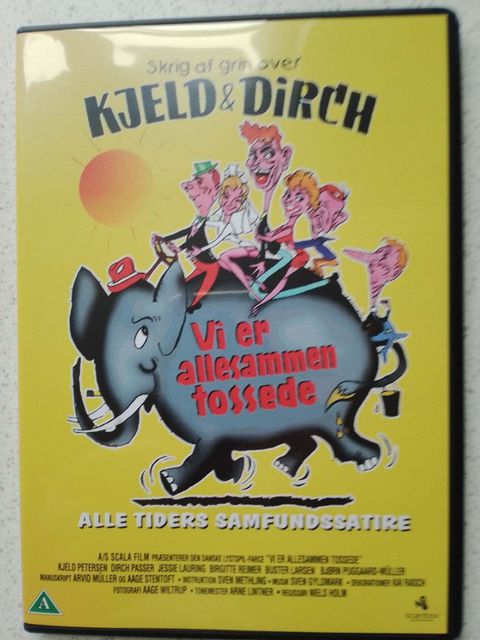 Skrig af grin over
KJELD & DIRCH
Vi er
allesammen
tossede
ALLE TIDERS SAMFUNDSSATIRE
A/S SCALA FILM PRÆSENTERER DEN DANSKE LYSTSPIL-FARCE "VI ER ALLESAMMEN TOSSEDE"
KJELD PETERSEN DIRCH PASSER JESSIE LAURING BIRGITTE REIMER BUSTER LARSEN BJØRN PUGGAARD-MÜLLER
MANUSKRIPT ARVID MÜLLER OG AAGE STENTOFT • INSTRUKTION SVEN METHLING • MUSIK SVEN GYLDMARK • DEKORATIONER KAI RASCH
FOTOGRAFI AAGE WILTRUP • TONEMESTER ARNE LINTNER • REGISSØR NIELS HOLM
A
scanbox